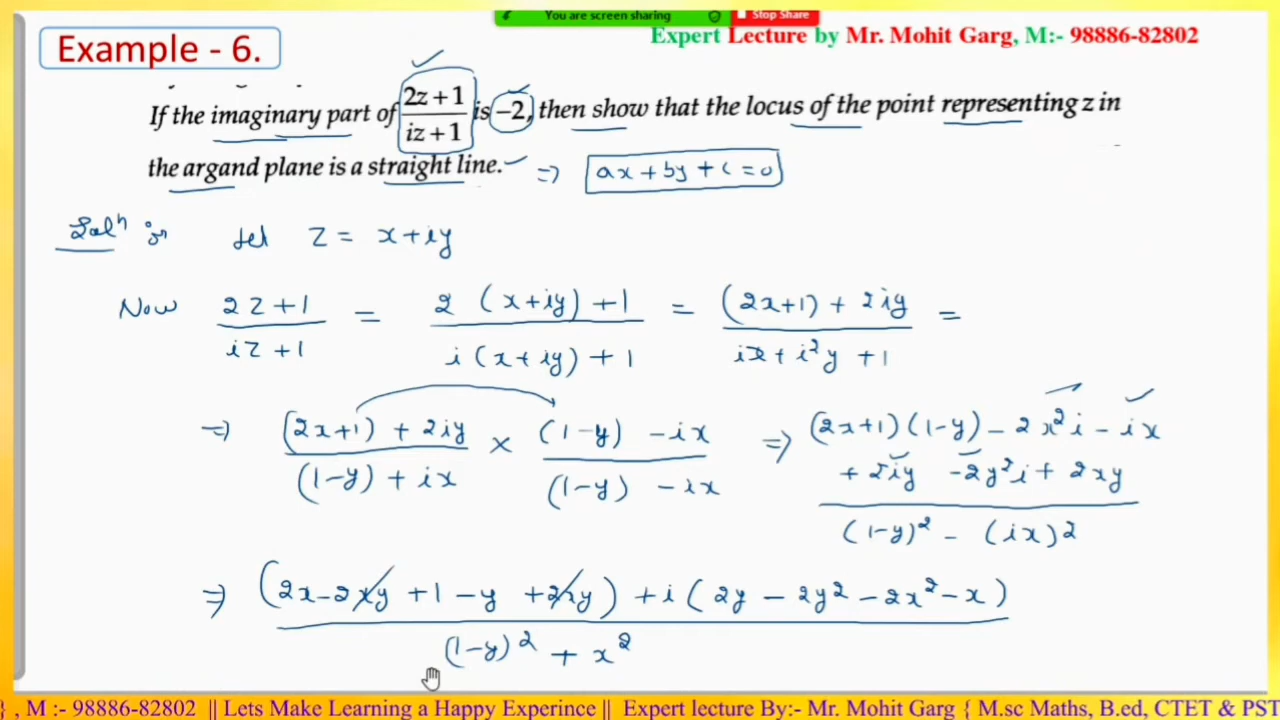 You are screen sharing Stop Share
Example - 6.
Expert Lecture by Mr. Mohit Garg, M:- 98886-82802
If the imaginary part of (2z + 1)/(iz + 1) is −2, then show that the locus of the point representing z in
the argand plane is a straight line. ⇒ ax + by + c = 0
Solⁿ :- Let z = x + iy
Now (2z + 1)/(iz + 1) = (2(x + iy) + 1)/(i(x + iy) + 1) = ((2x+1) + 2iy)/(ix + i²y + 1) =
⇒ ((2x+1) + 2iy)/((1-y) + ix) × ((1-y) - ix)/((1-y) - ix) ⇒ ((2x+1)(1-y) - 2x²i - ix + 2iy - 2y²i + 2xy)/((1-y)² - (ix)²)
⇒ ((2x - 2xy + 1 - y + 2xy) + i(2y - 2y² - 2x² - x))/((1-y)² + x²)
} , M :- 98886-82802 || Lets Make Learning a Happy Experince || Expert lecture By:- Mr. Mohit Garg { M.sc Maths, B.ed, CTET & PST